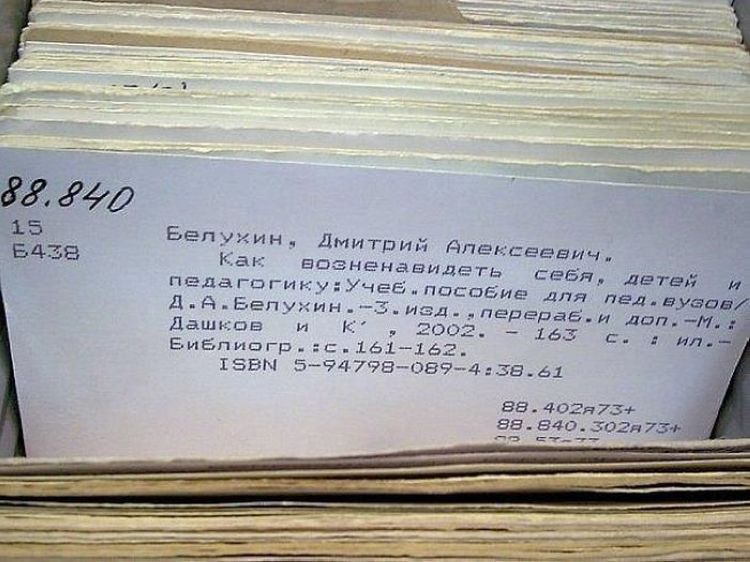 88.840
15
Б438
Белухин, Дмитрий Алексеевич.
Как возненавидеть себя, детей и
педагогику:Учеб.пособие для пед.вузов/
Д.А.Белухин.-3.изд.,перераб.и доп.-М.:
Дашков и К', 2002. - 163 с. : ил.-
Библиогр.:с.161-162.
ISBN 5-94798-089-4:38.61
88.402я73+
88.840.302я73+